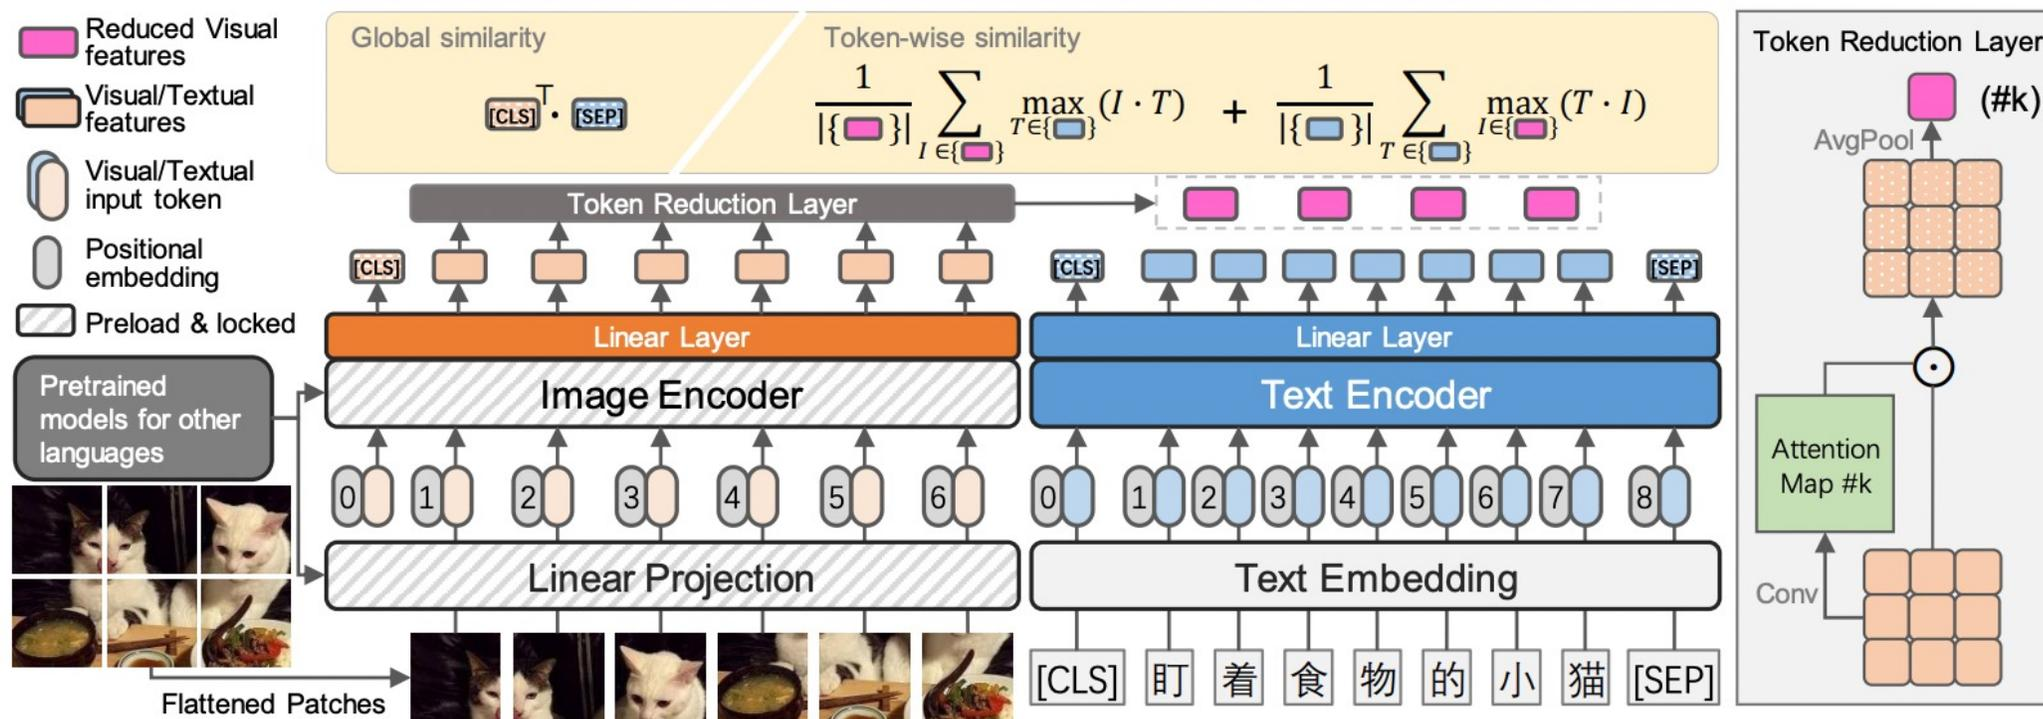 Reduced Visual
features
Visual/Textual
features
Visual/Textual
input token
Positional
embedding
Preload & locked
Pretrained
models for other
languages
Flattened Patches
Global similarity
[CLS]⊤ · [SEP]
Token-wise similarity
1/|{ }| ∑ I ∈{ } max T∈{ } (I · T) + 1/|{ }| ∑ T ∈{ } max I∈{ } (T · I)
Token Reduction Layer
[CLS]
Linear Layer
Image Encoder
0 1 2 3 4 5 6
Linear Projection
[CLS] [SEP]
Linear Layer
Text Encoder
0 1 2 3 4 5 6 7 8
Text Embedding
[CLS] 盯 着 食 物 的 小 猫 [SEP]
Token Reduction Layer
(#k)
AvgPool
Attention
Map #k
Conv